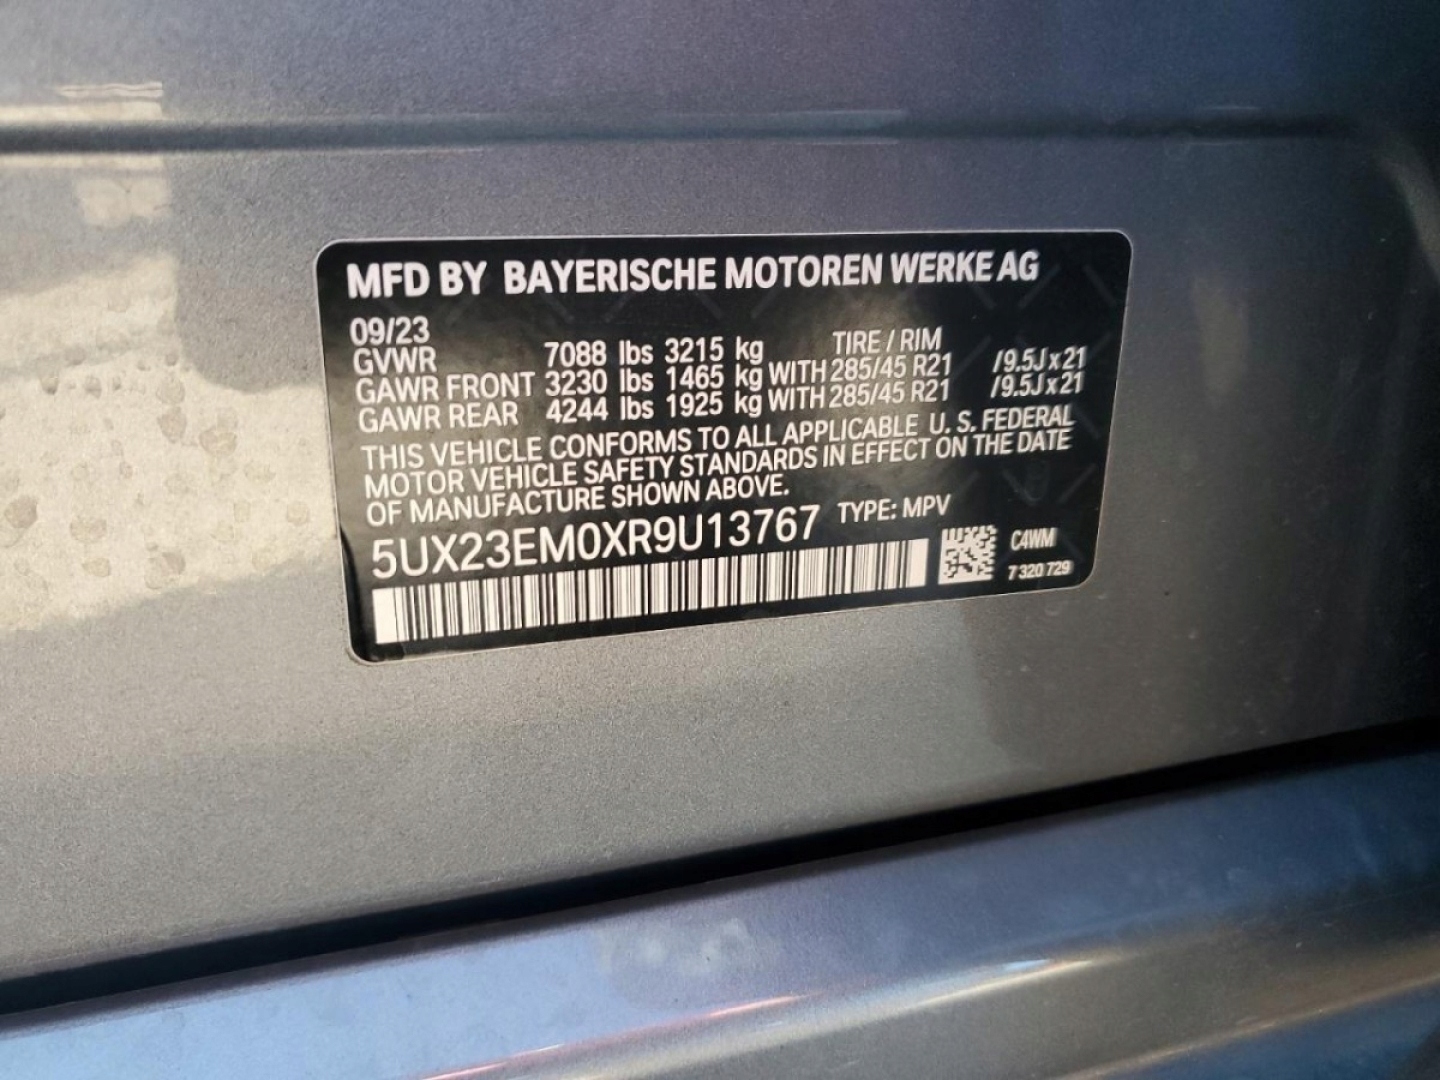 MFD BY BAYERISCHE MOTOREN WERKE AG
09/23 TIRE / RIM
GVWR 7088 lbs 3215 kg
GAWR FRONT 3230 lbs 1465 kg WITH 285/45 R21 /9.5J x 21
GAWR REAR 4244 lbs 1925 kg WITH 285/45 R21 /9.5J x 21
THIS VEHICLE CONFORMS TO ALL APPLICABLE U. S. FEDERAL
MOTOR VEHICLE SAFETY STANDARDS IN EFFECT ON THE DATE
OF MANUFACTURE SHOWN ABOVE.
5UX23EM0XR9U13767 TYPE: MPV
C4WM
7 320 729